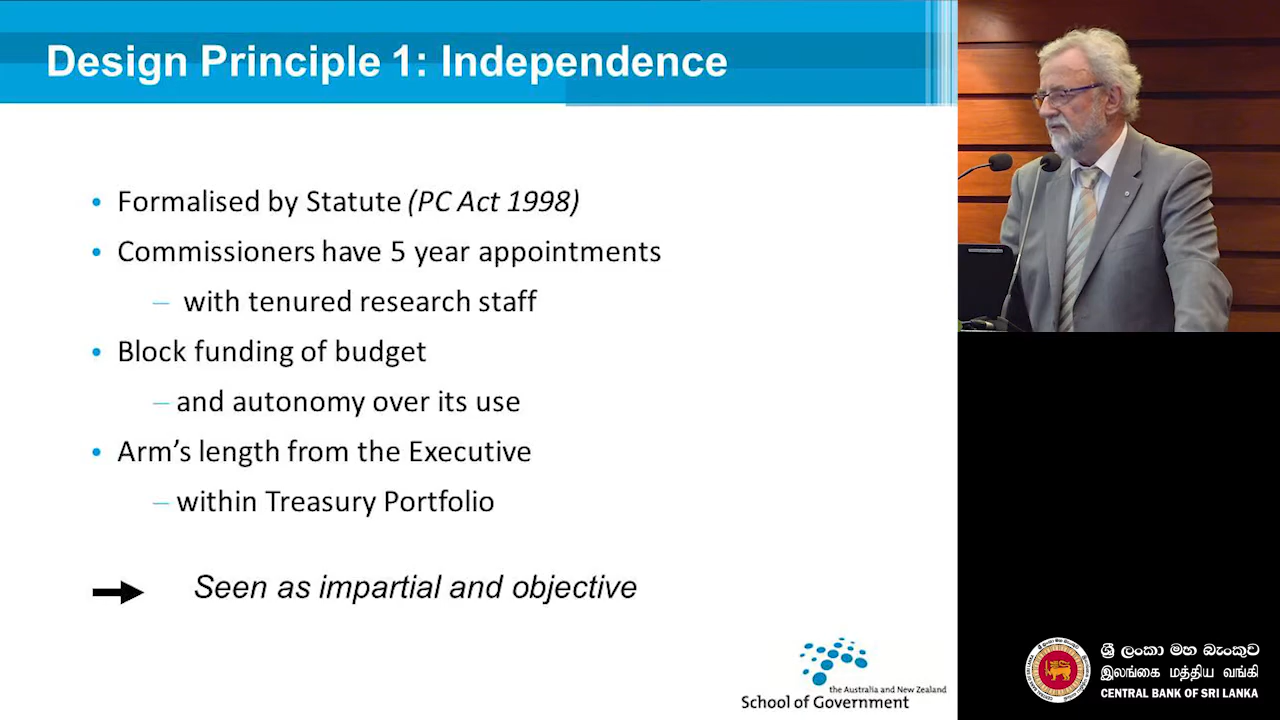 Design Principle 1: Independence
• Formalised by Statute (PC Act 1998)
• Commissioners have 5 year appointments
– with tenured research staff
• Block funding of budget
– and autonomy over its use
• Arm's length from the Executive
– within Treasury Portfolio
Seen as impartial and objective
the Australia and New Zealand
School of Government
ශ්‍රී ලංකා මහ බැංකුව
இலங்கை மத்திய வங்கி
CENTRAL BANK OF SRI LANKA